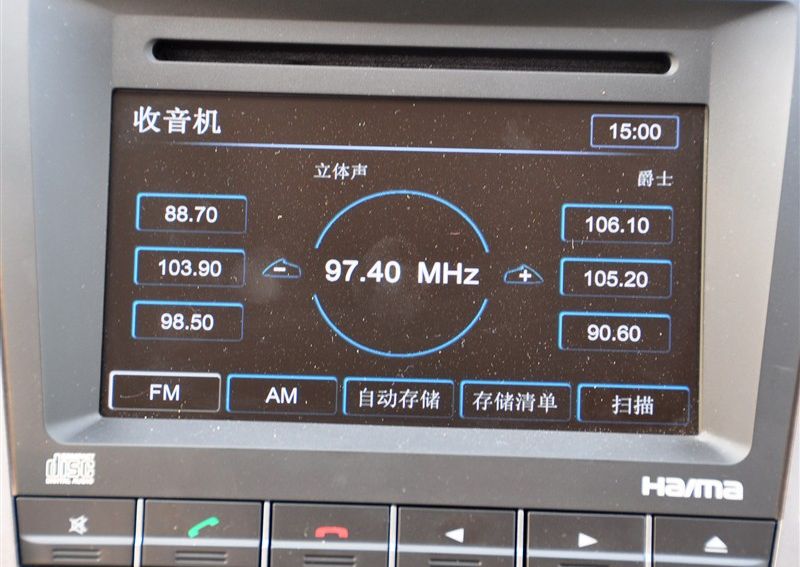 收音机
15:00
立体声
爵士
88.70
106.10
103.90
97.40 MHz
105.20
98.50
90.60
FM
AM
自动存储
存储清单
扫描
disc
DIGITAL AUDIO
Haima